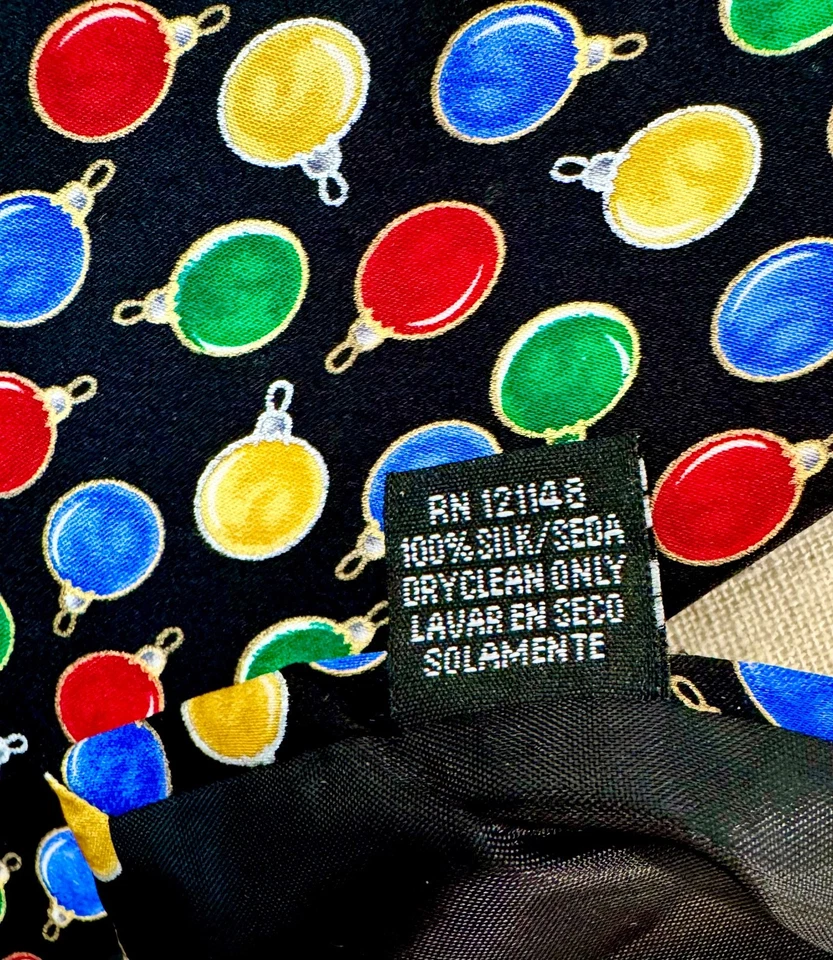 RN 121148
100% SILK/SEDA
DRYCLEAN ONLY
LAVAR EN SECO
SOLAMENTE